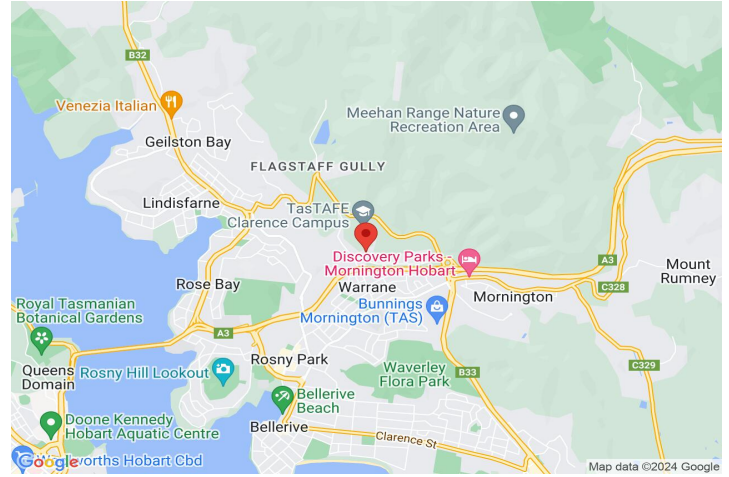 B32
Venezia Italian
Meehan Range Nature
Recreation Area
Geilston Bay
FLAGSTAFF GULLY
Lindisfarne
TasTAFE
Clarence Campus
Discovery Parks -
Mornington Hobart
A3
Mount
Rumney
Rose Bay
Warrane
C328
Mornington
Royal Tasmanian
Botanical Gardens
Bunnings
Mornington (TAS)
A3
Rosny Park
Queens
Domain
Rosny Hill Lookout
Waverley
Flora Park
B33
C329
Bellerive
Beach
Doone Kennedy
Hobart Aquatic Centre
Bellerive
Clarence St
Hobart Cbd
Google
Map data ©2024 Google